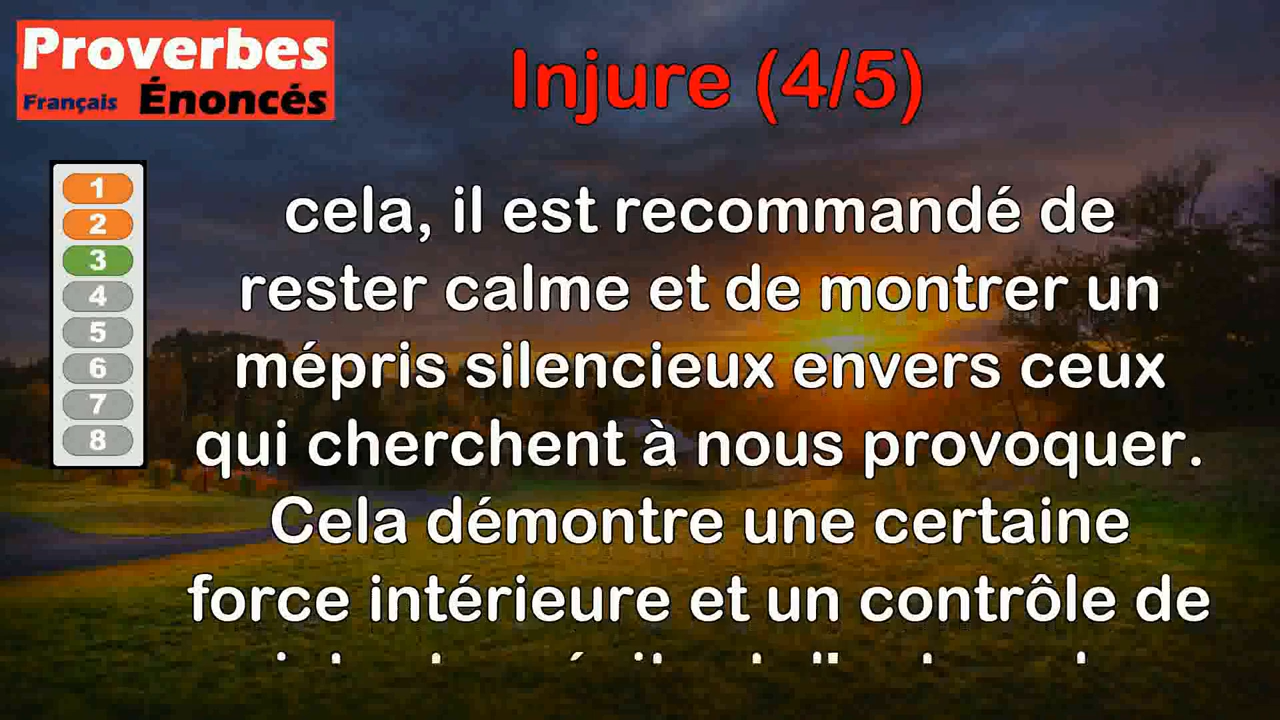 Proverbes
Français Énoncés
Injure (4/5)
1
2
3
4
5
6
7
8
cela, il est recommandé de
rester calme et de montrer un
mépris silencieux envers ceux
qui cherchent à nous provoquer.
Cela démontre une certaine
force intérieure et un contrôle de